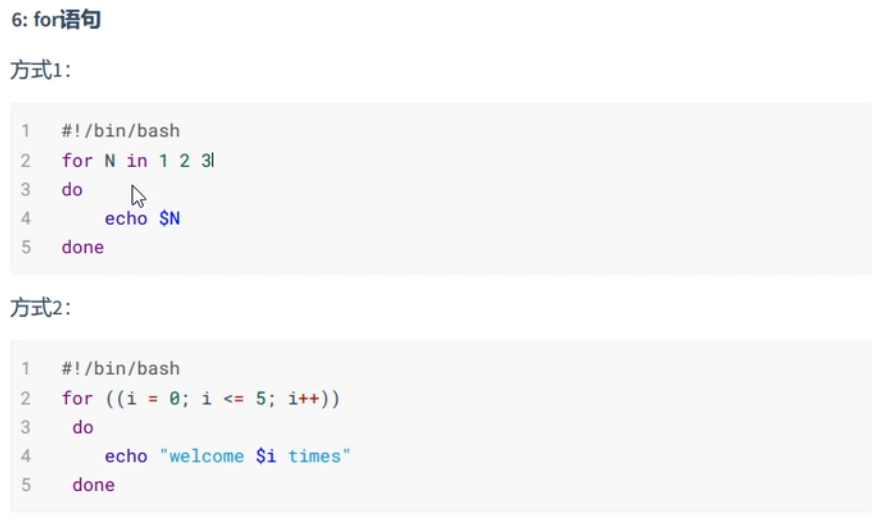 6: for语句
方式1：
1 #!/bin/bash
2 for N in 1 2 3
3 do
4     echo $N
5 done
方式2：
1 #!/bin/bash
2 for ((i = 0; i <= 5; i++))
3  do
4     echo "welcome $i times"
5  done